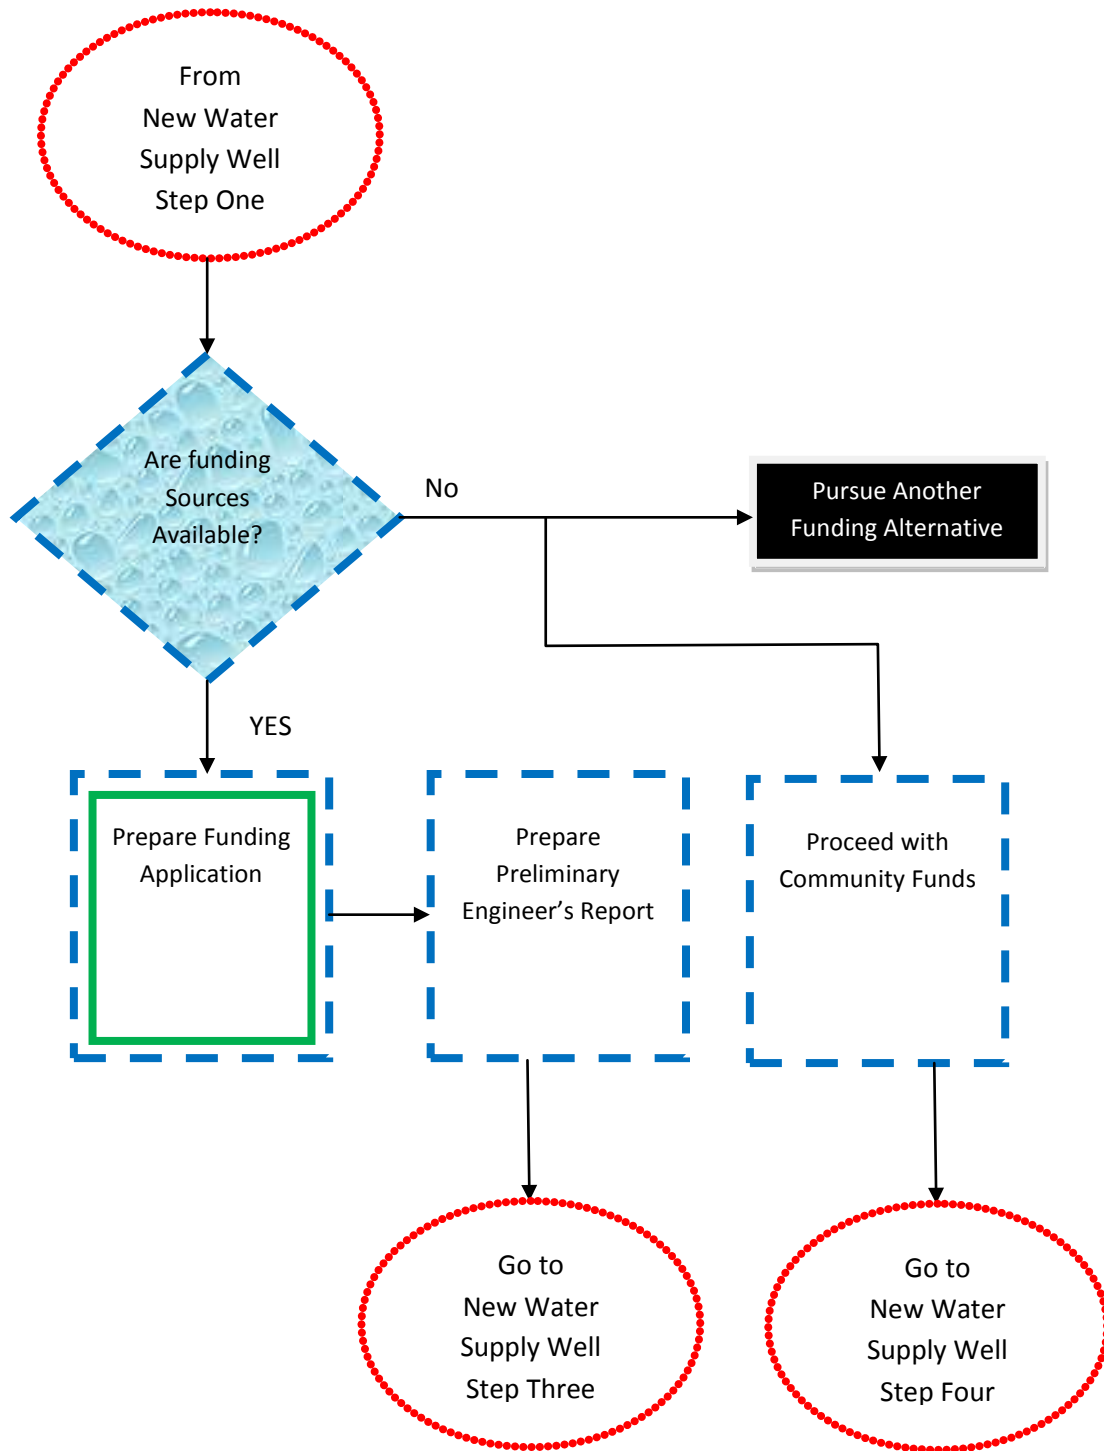 From
New Water
Supply Well
Step One
Are funding
Sources
Available?
No
Pursue Another
Funding Alternative
YES
Prepare Funding
Application
Prepare
Preliminary
Engineer’s Report
Proceed with
Community Funds
Go to
New Water
Supply Well
Step Three
Go to
New Water
Supply Well
Step Four